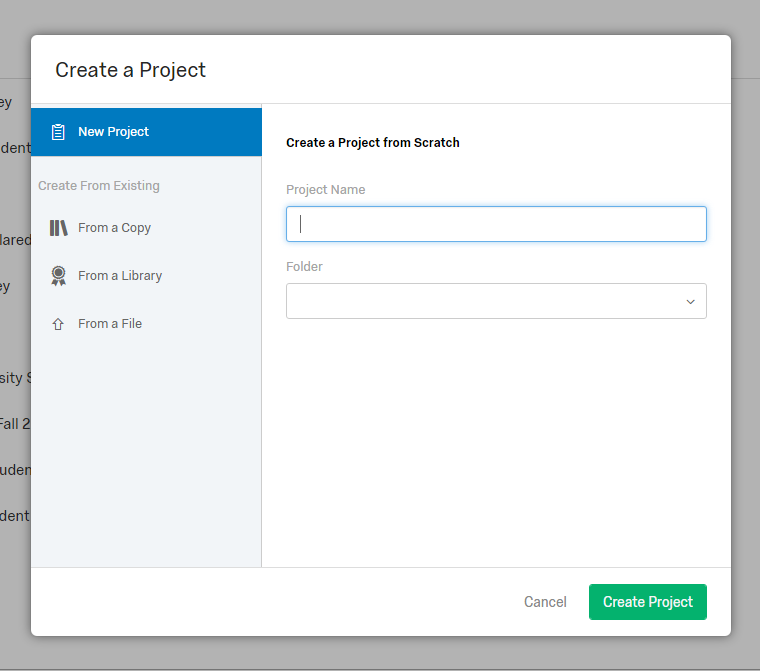 Create a Project
New Project
Create From Existing
From a Copy
From a Library
From a File
Create a Project from Scratch
Project Name
Folder
Cancel
Create Project
ey
dent
lared
ey
sity S
Fall 2
uden
dent